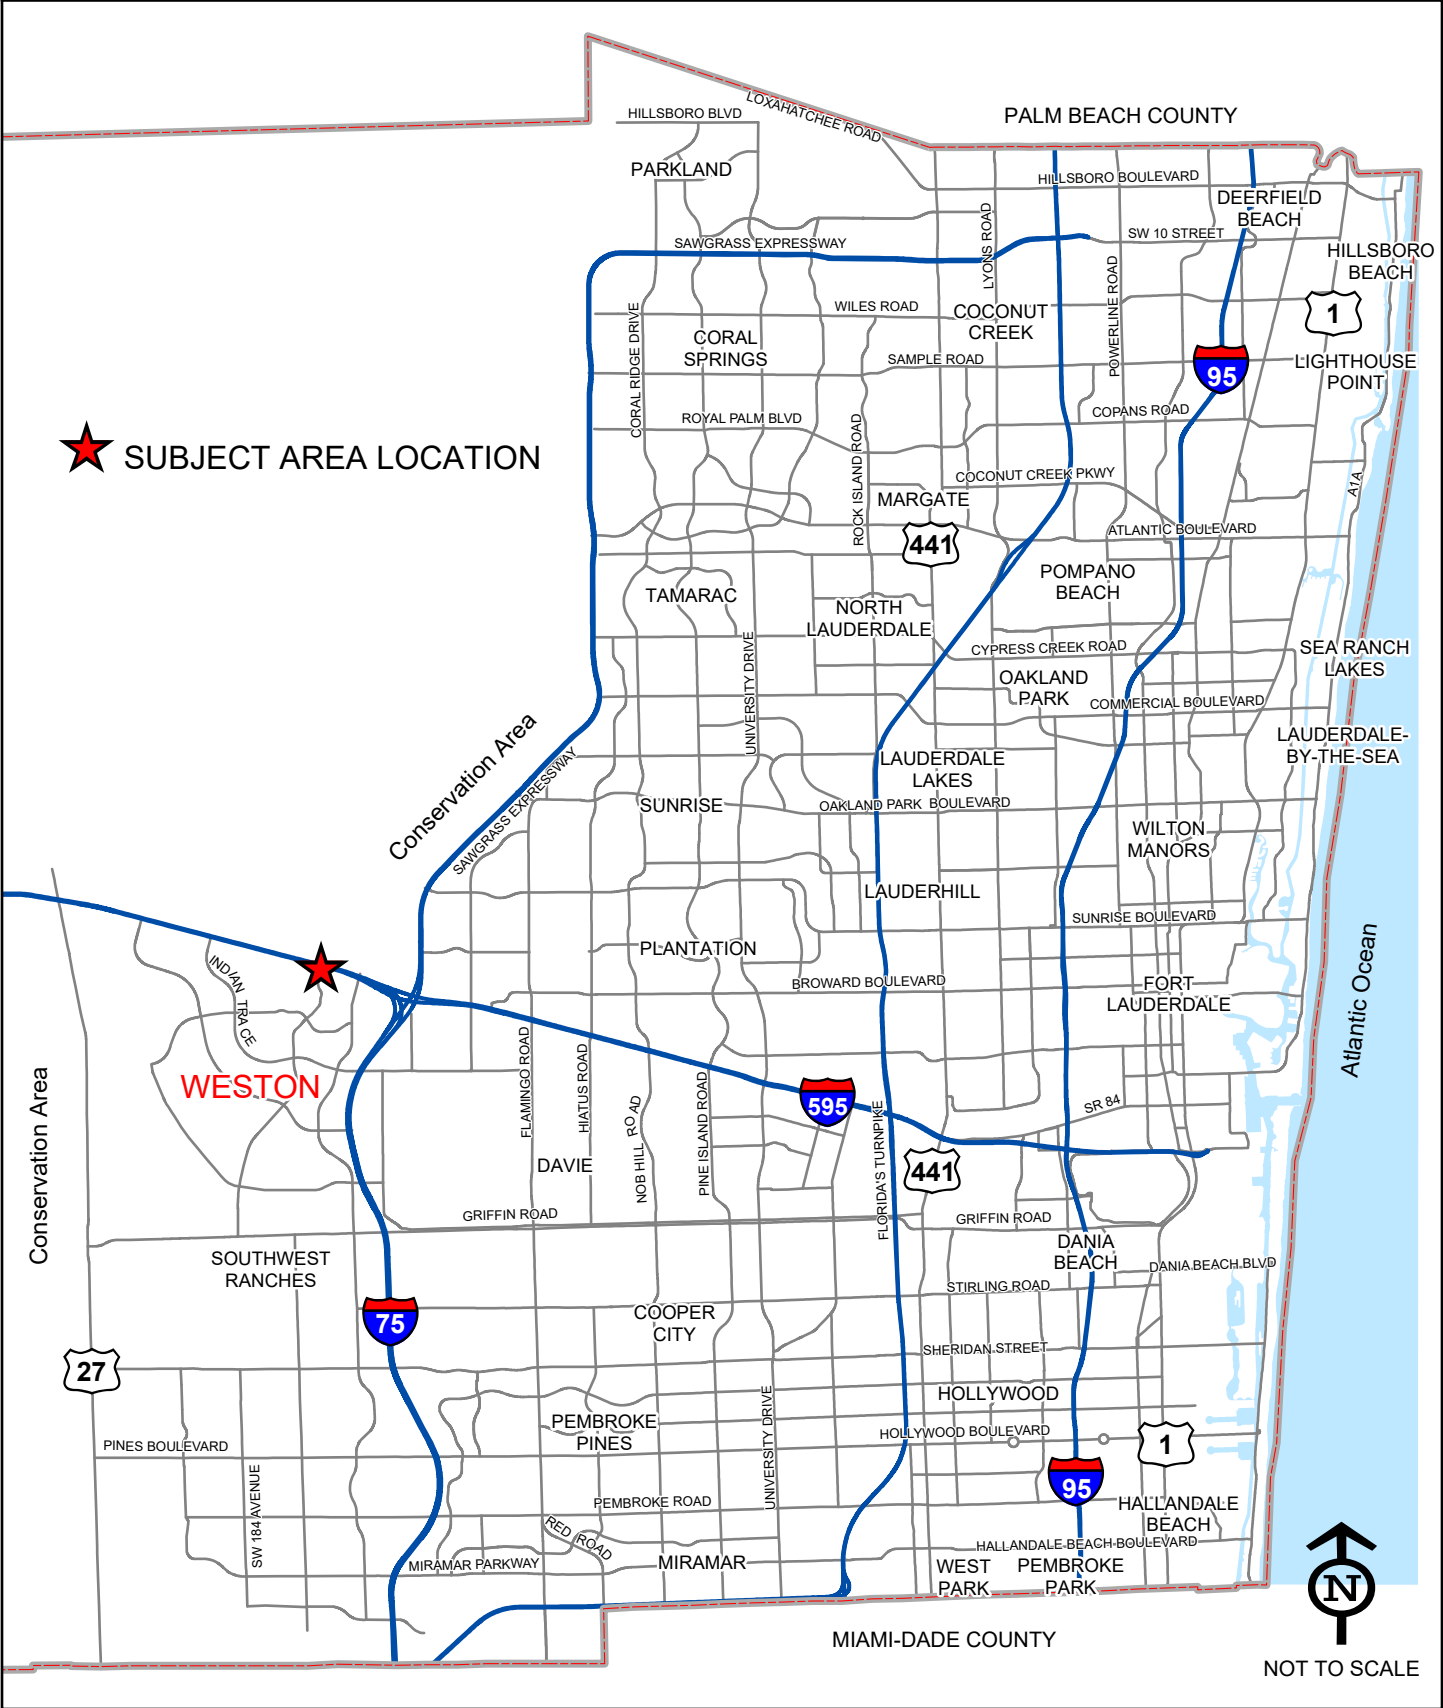 PALM BEACH COUNTY
LOXAHATCHEE ROAD
HILLSBORO BLVD
PARKLAND
HILLSBORO BOULEVARD
DEERFIELD
BEACH
LYONS ROAD
SW 10 STREET
SAWGRASS EXPRESSWAY
HILLSBORO
BEACH
POWERLINE ROAD
WILES ROAD
COCONUT
CREEK
1
CORAL RIDGE DRIVE
CORAL
SPRINGS
SAMPLE ROAD
95
LIGHTHOUSE
POINT
COPANS ROAD
ROYAL PALM BLVD
ROCK ISLAND ROAD
SUBJECT AREA LOCATION
COCONUT CREEK PKWY
A1A
MARGATE
441
ATLANTIC BOULEVARD
POMPANO
BEACH
TAMARAC
NORTH
LAUDERDALE
UNIVERSITY DRIVE
CYPRESS CREEK ROAD
SEA RANCH
LAKES
OAKLAND
PARK
COMMERCIAL BOULEVARD
Conservation Area
SAWGRASS EXPRESSWAY
LAUDERDALE-
BY-THE-SEA
LAUDERDALE
LAKES
SUNRISE
OAKLAND PARK BOULEVARD
WILTON
MANORS
LAUDERHILL
SUNRISE BOULEVARD
PLANTATION
Atlantic Ocean
INDIAN TRACE
BROWARD BOULEVARD
FORT
LAUDERDALE
WESTON
FLAMINGO ROAD
HIATUS ROAD
NOB HILL ROAD
PINE ISLAND ROAD
595
FLORIDA'S TURNPIKE
SR 84
Conservation Area
DAVIE
441
GRIFFIN ROAD
GRIFFIN ROAD
SOUTHWEST
RANCHES
DANIA
BEACH
DANIA BEACH BLVD
STIRLING ROAD
75
COOPER
CITY
SHERIDAN STREET
27
HOLLYWOOD
UNIVERSITY DRIVE
PEMBROKE
PINES
HOLLYWOOD BOULEVARD
1
PINES BOULEVARD
SW 184 AVENUE
95
PEMBROKE ROAD
HALLANDALE
BEACH
RED ROAD
HALLANDALE BEACH BOULEVARD
MIRAMAR PARKWAY
MIRAMAR
WEST
PARK
PEMBROKE
PARK
N
MIAMI-DADE COUNTY
NOT TO SCALE